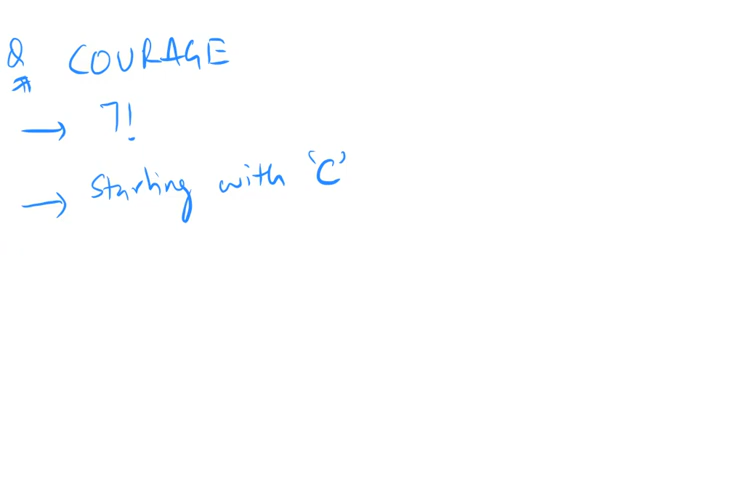 Q COURAGE
→ 7!
→ Starting with 'C'